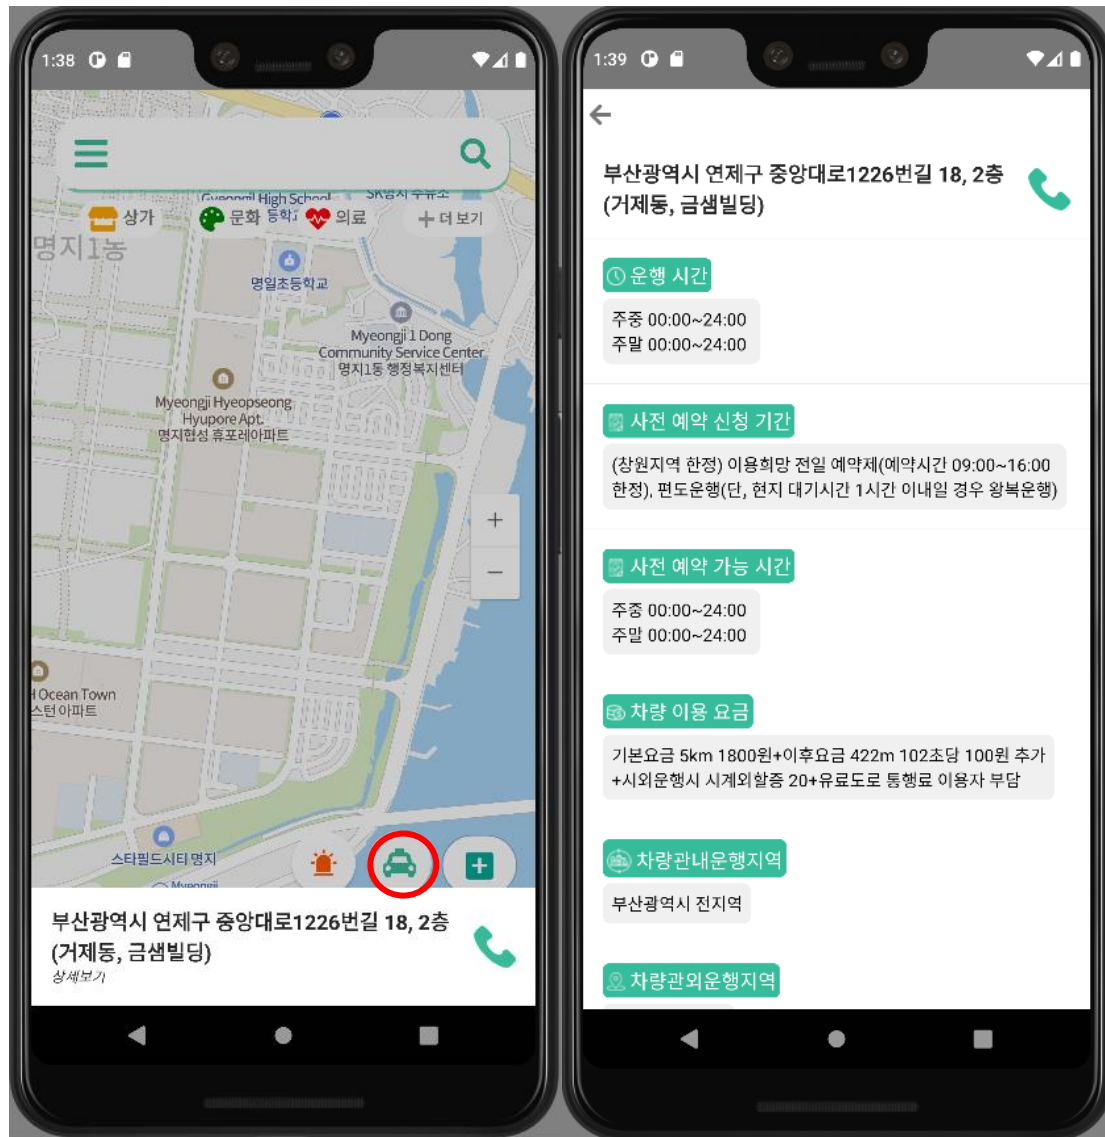 1:38
Gyeongil High School
SK명지 주유소
상가
문화
등학교
의료
더 보기
명지1동
명일초등학교
Myeongji 1 Dong
Community Service Center
명지1동 행정복지센터
Myeongji Hyeopseong
Hyupore Apt.
명지협성 휴포레아파트
+
−
Ocean Town
스턴아파트
스타필드시티 명지
Myeongji
부산광역시 연제구 중앙대로1226번길 18, 2층
(거제동, 금샘빌딩)
상세보기
1:39
부산광역시 연제구 중앙대로1226번길 18, 2층
(거제동, 금샘빌딩)
운행 시간
주중 00:00~24:00
주말 00:00~24:00
사전 예약 신청 기간
(창원지역 한정) 이용희망 전일 예약제(예약시간 09:00~16:00
한정), 편도운행(단, 현지 대기시간 1시간 이내일 경우 왕복운행)
사전 예약 가능 시간
주중 00:00~24:00
주말 00:00~24:00
차량 이용 요금
기본요금 5km 1800원+이후요금 422m 102초당 100원 추가
+시외운행시 시계외할증 20+유료도로 통행료 이용자 부담
차량관내운행지역
부산광역시 전지역
차량관외운행지역